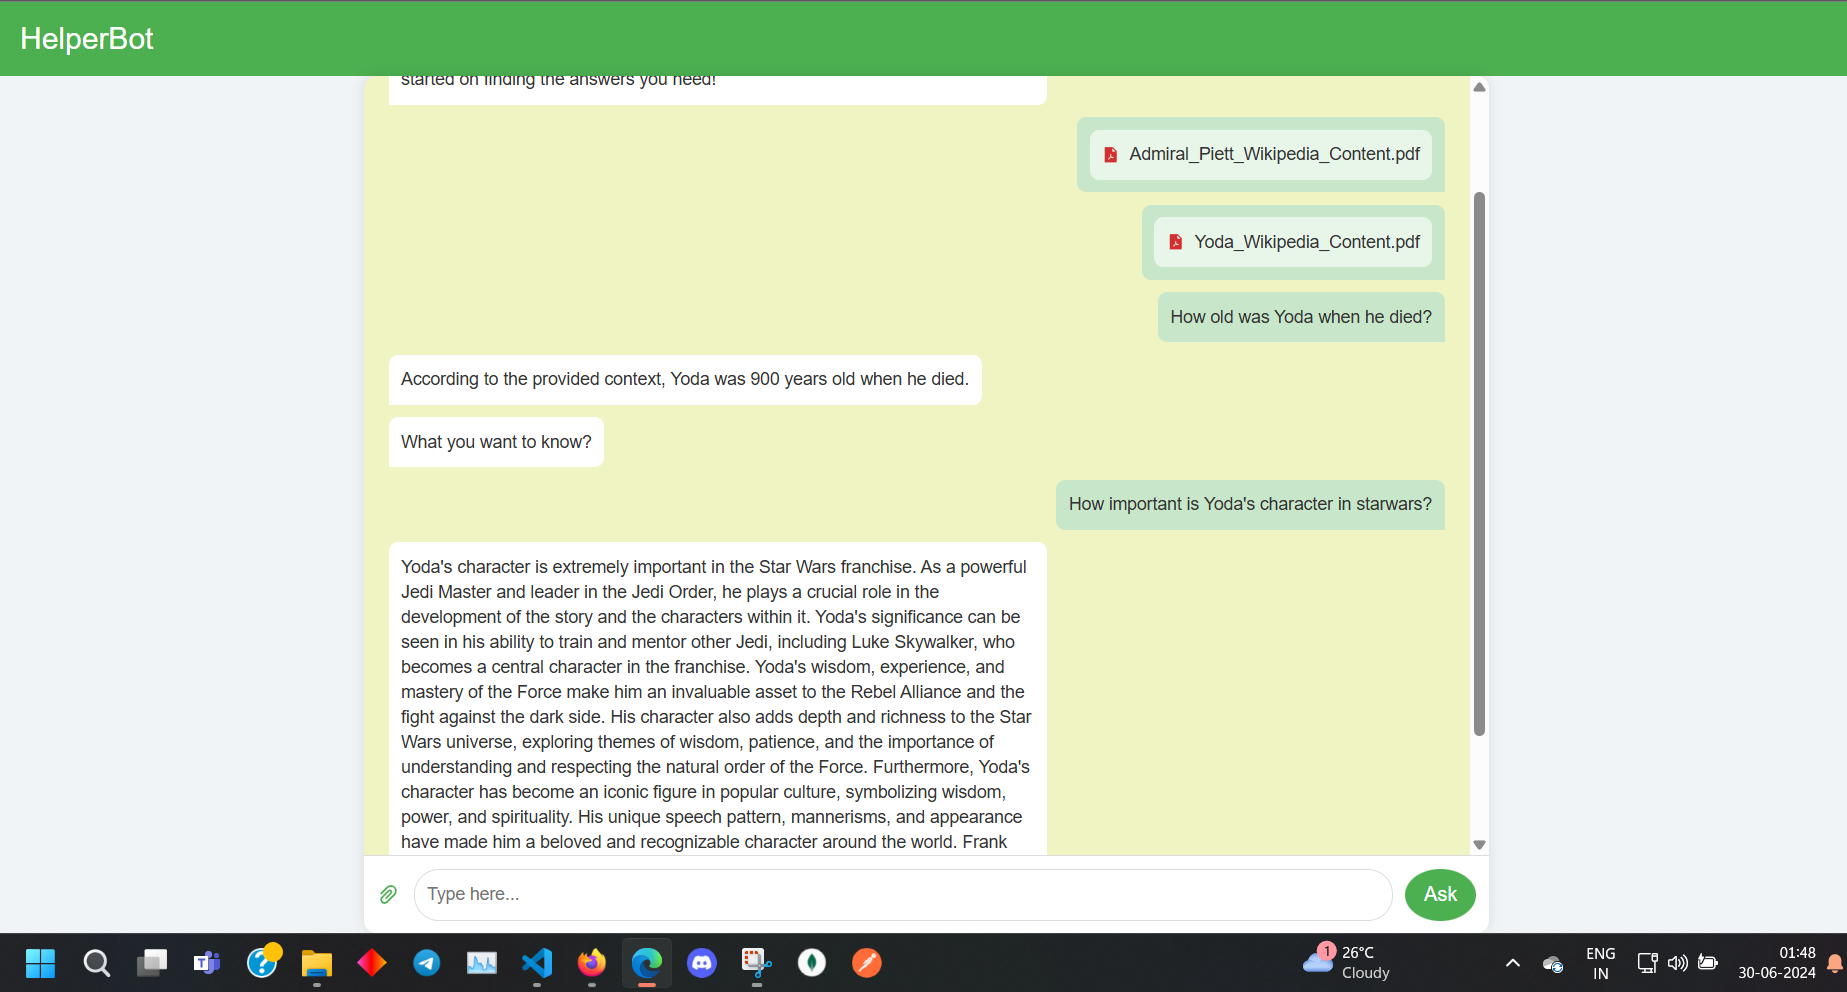 HelperBot
started on finding the answers you need!
Admiral_Piett_Wikipedia_Content.pdf
Yoda_Wikipedia_Content.pdf
How old was Yoda when he died?
According to the provided context, Yoda was 900 years old when he died.
What you want to know?
How important is Yoda's character in starwars?
Yoda's character is extremely important in the Star Wars franchise. As a powerful
Jedi Master and leader in the Jedi Order, he plays a crucial role in the
development of the story and the characters within it. Yoda's significance can be
seen in his ability to train and mentor other Jedi, including Luke Skywalker, who
becomes a central character in the franchise. Yoda's wisdom, experience, and
mastery of the Force make him an invaluable asset to the Rebel Alliance and the
fight against the dark side. His character also adds depth and richness to the Star
Wars universe, exploring themes of wisdom, patience, and the importance of
understanding and respecting the natural order of the Force. Furthermore, Yoda's
character has become an iconic figure in popular culture, symbolizing wisdom,
power, and spirituality. His unique speech pattern, mannerisms, and appearance
have made him a beloved and recognizable character around the world. Frank
Type here...
Ask
1
26°C
Cloudy
ENG
IN
01:48
30-06-2024